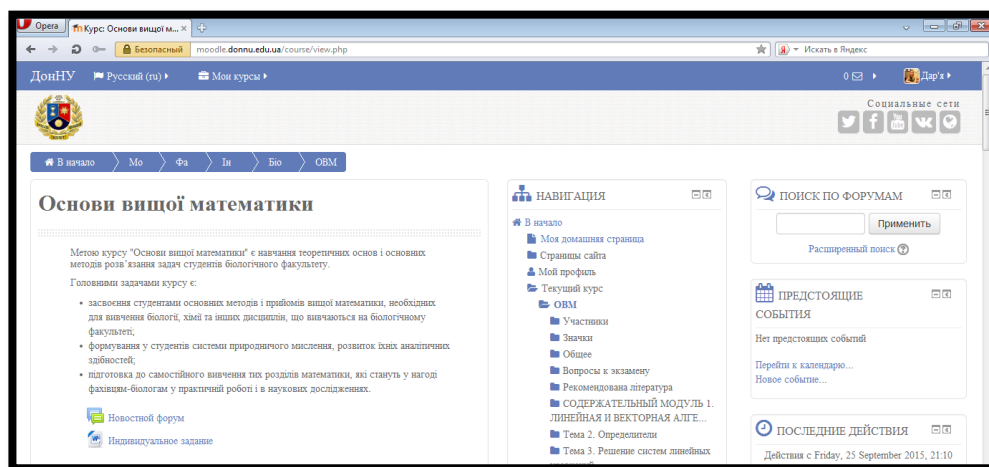 Opera
Курс: Основи вищої м...
Безопасный
moodle.donnu.edu.ua/course/view.php
Искать в Яндекс
ДонНУ
Русский (ru)
Мои курсы
0
Дар'я
Социальные сети
В начало
Мо
Фа
Ін
Біо
ОВМ
Основи вищої математики
Метою курсу "Основи вищої математики" є навчання теоретичних основ і основних
методів розв`язання задач студентів біологічного факультету.
Головними задачами курсу є:
засвоєння студентами основних методів і прийомів вищої математики, необхідних
для вивчення біології, хімії та інших дисциплін, що вивчаються на біологічному
факультеті;
формування у студентів системи природничого мислення, розвиток їхніх аналітичних
здібностей;
підготовка до самостійного вивчення тих розділів математики, які стануть у нагоді
фахівцям-біологам у практичній роботі і в наукових дослідженнях.
Новостной форум
Индивидуальное задание
НАВИГАЦИЯ
В начало
Моя домашняя страница
Страницы сайта
Мой профиль
Текущий курс
ОВМ
Участники
Значки
Общее
Вопросы к экзамену
Рекомендована література
СОДЕРЖАТЕЛЬНЫЙ МОДУЛЬ 1.
ЛИНЕЙНАЯ И ВЕКТОРНАЯ АЛГЕ...
Тема 2. Определители
Тема 3. Решение систем линейных
ПОИСК ПО ФОРУМАМ
Применить
Расширенный поиск
ПРЕДСТОЯЩИЕ
СОБЫТИЯ
Нет предстоящих событий
Перейти к календарю...
Новое событие...
ПОСЛЕДНИЕ ДЕЙСТВИЯ
Действия с Friday, 25 September 2015, 21:10